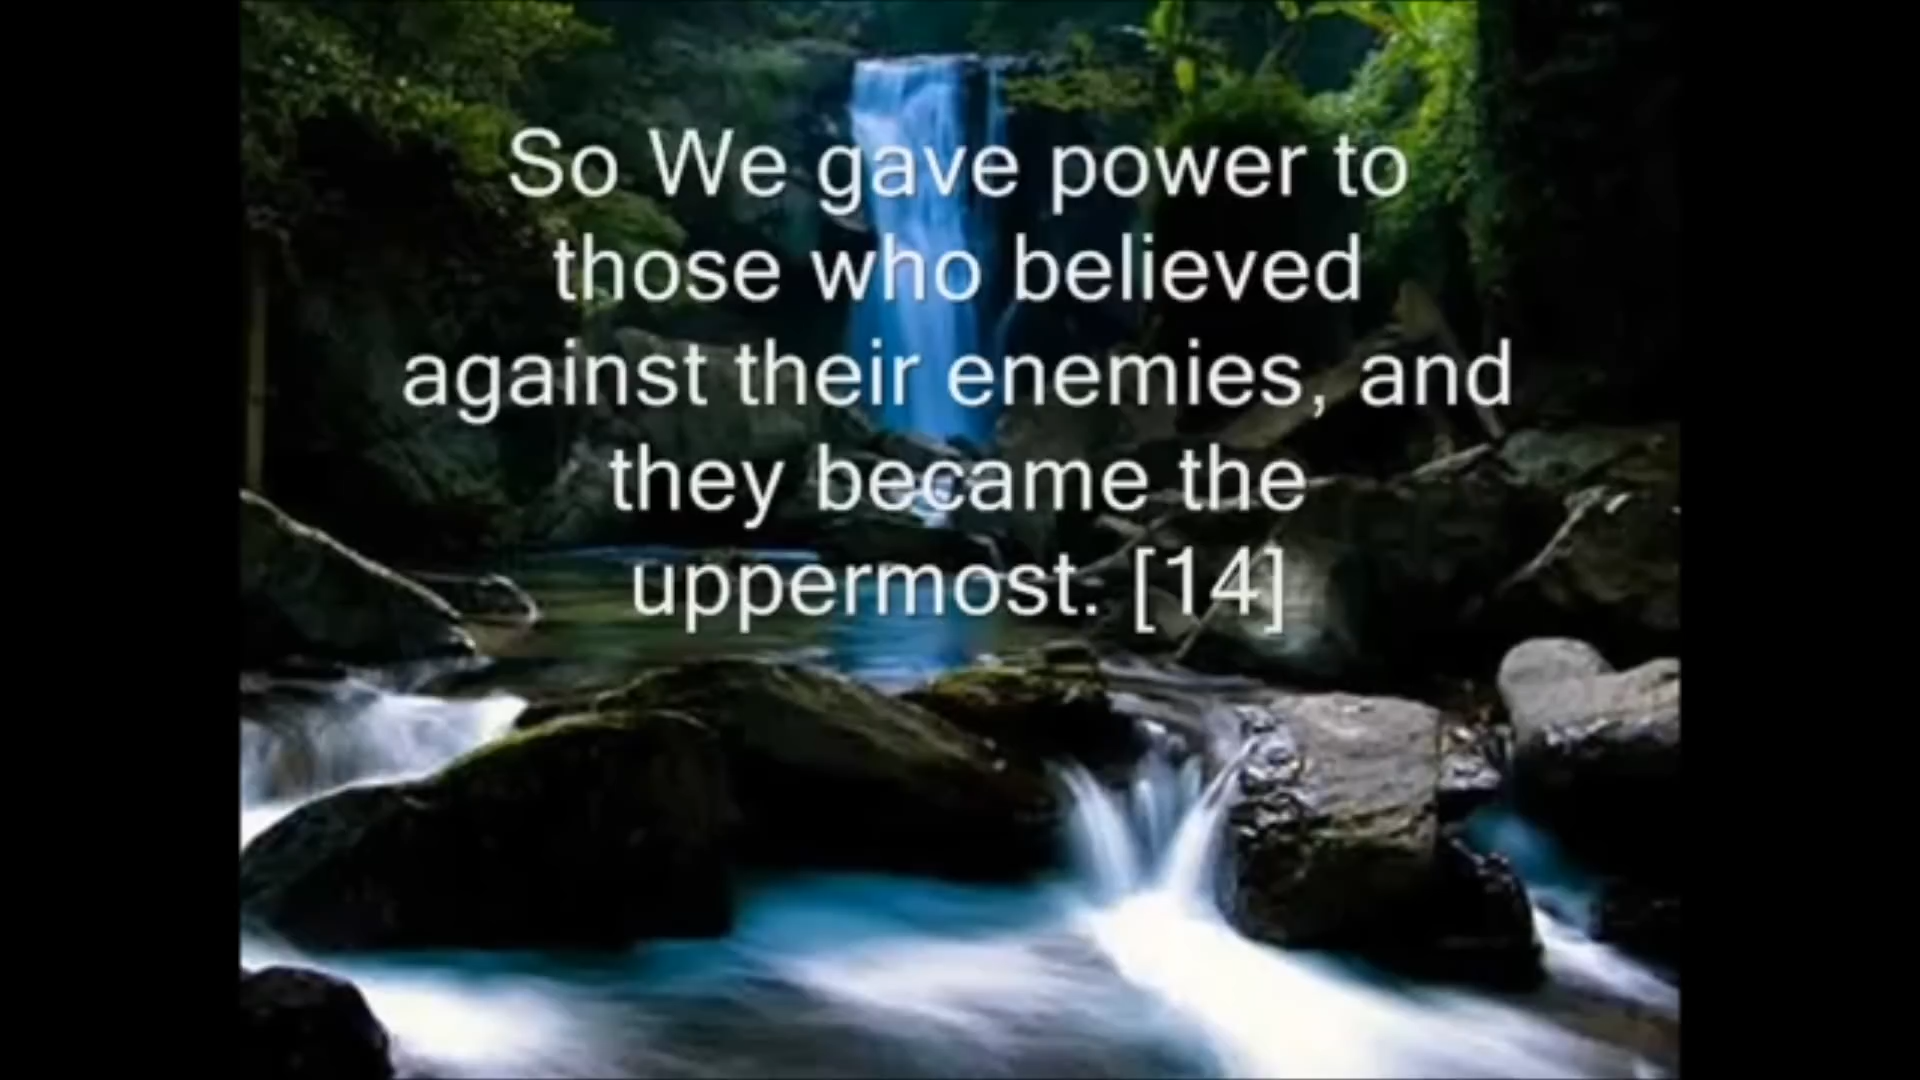 So We gave power to
those who believed
against their enemies, and
they became the
uppermost. [14]